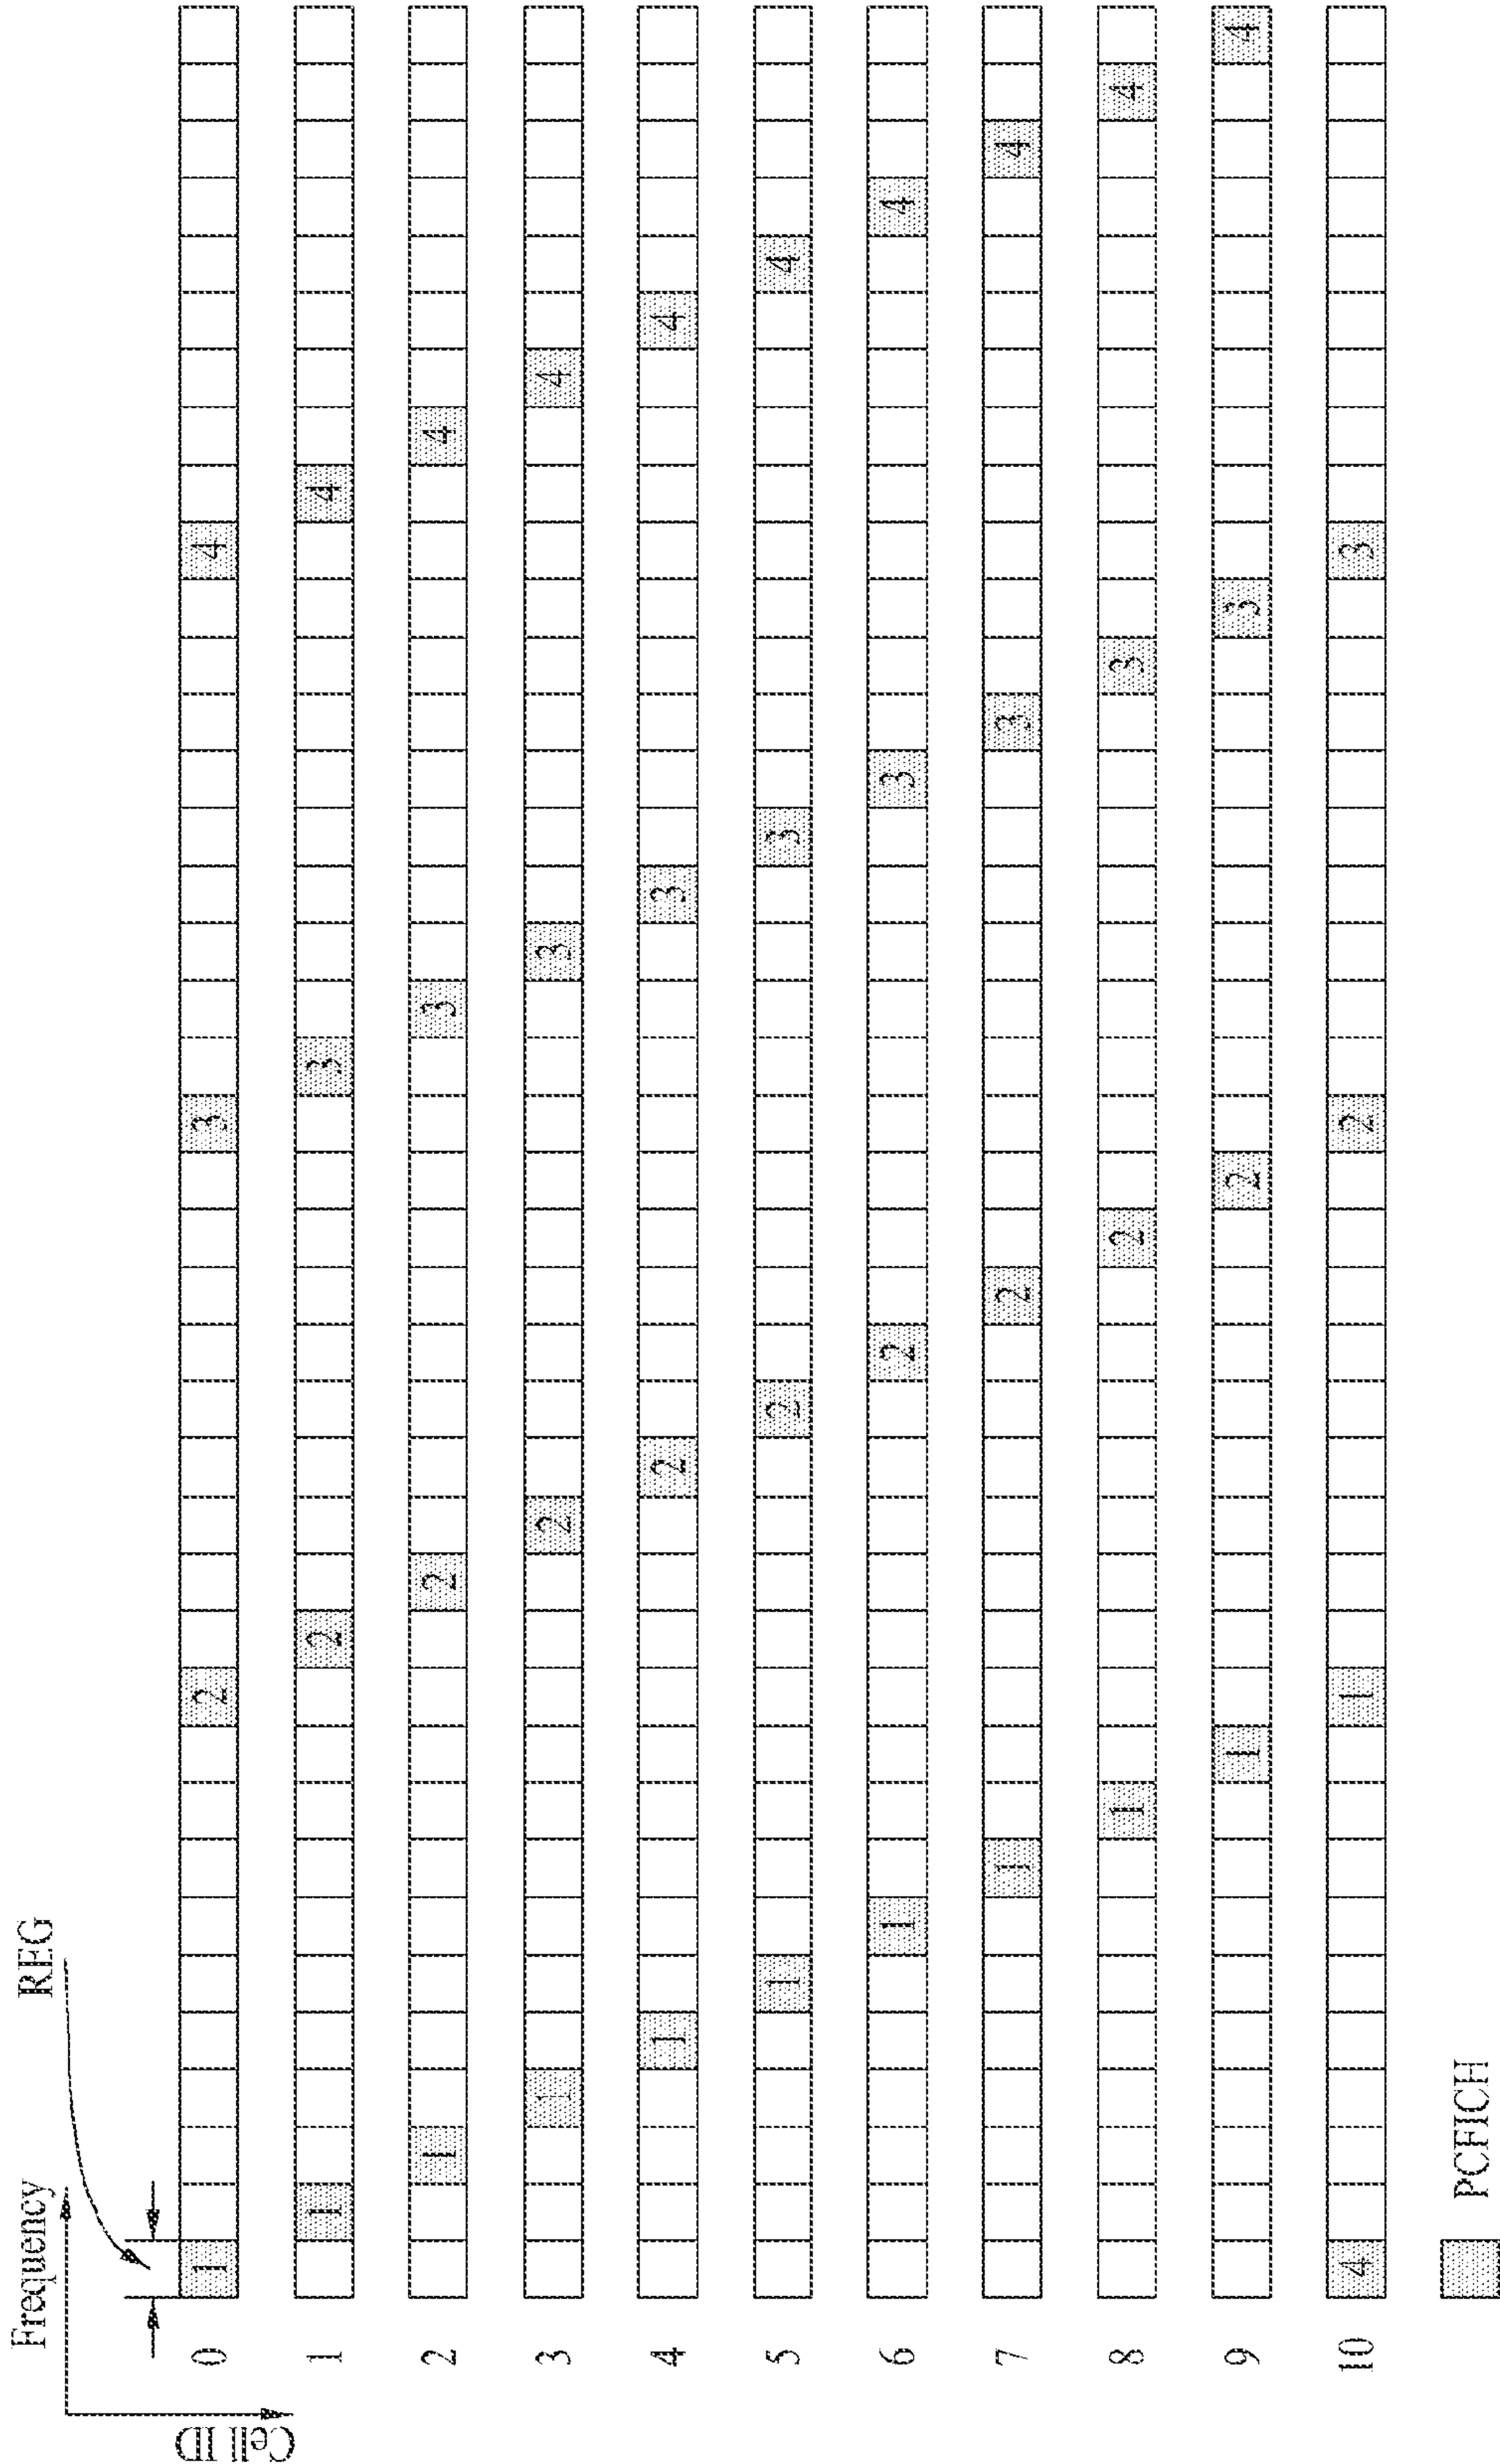 Frequency
REG
Cell ID
0 1 2 3 4
1 1 2 3 4
2 1 2 3 4
3 1 2 3 4
4 1 2 3 4
5 1 2 3 4
6 1 2 3 4
7 1 2 3 4
8 1 2 3 4
9 1 2 3 4
10 4 1 2 3
PCFICH